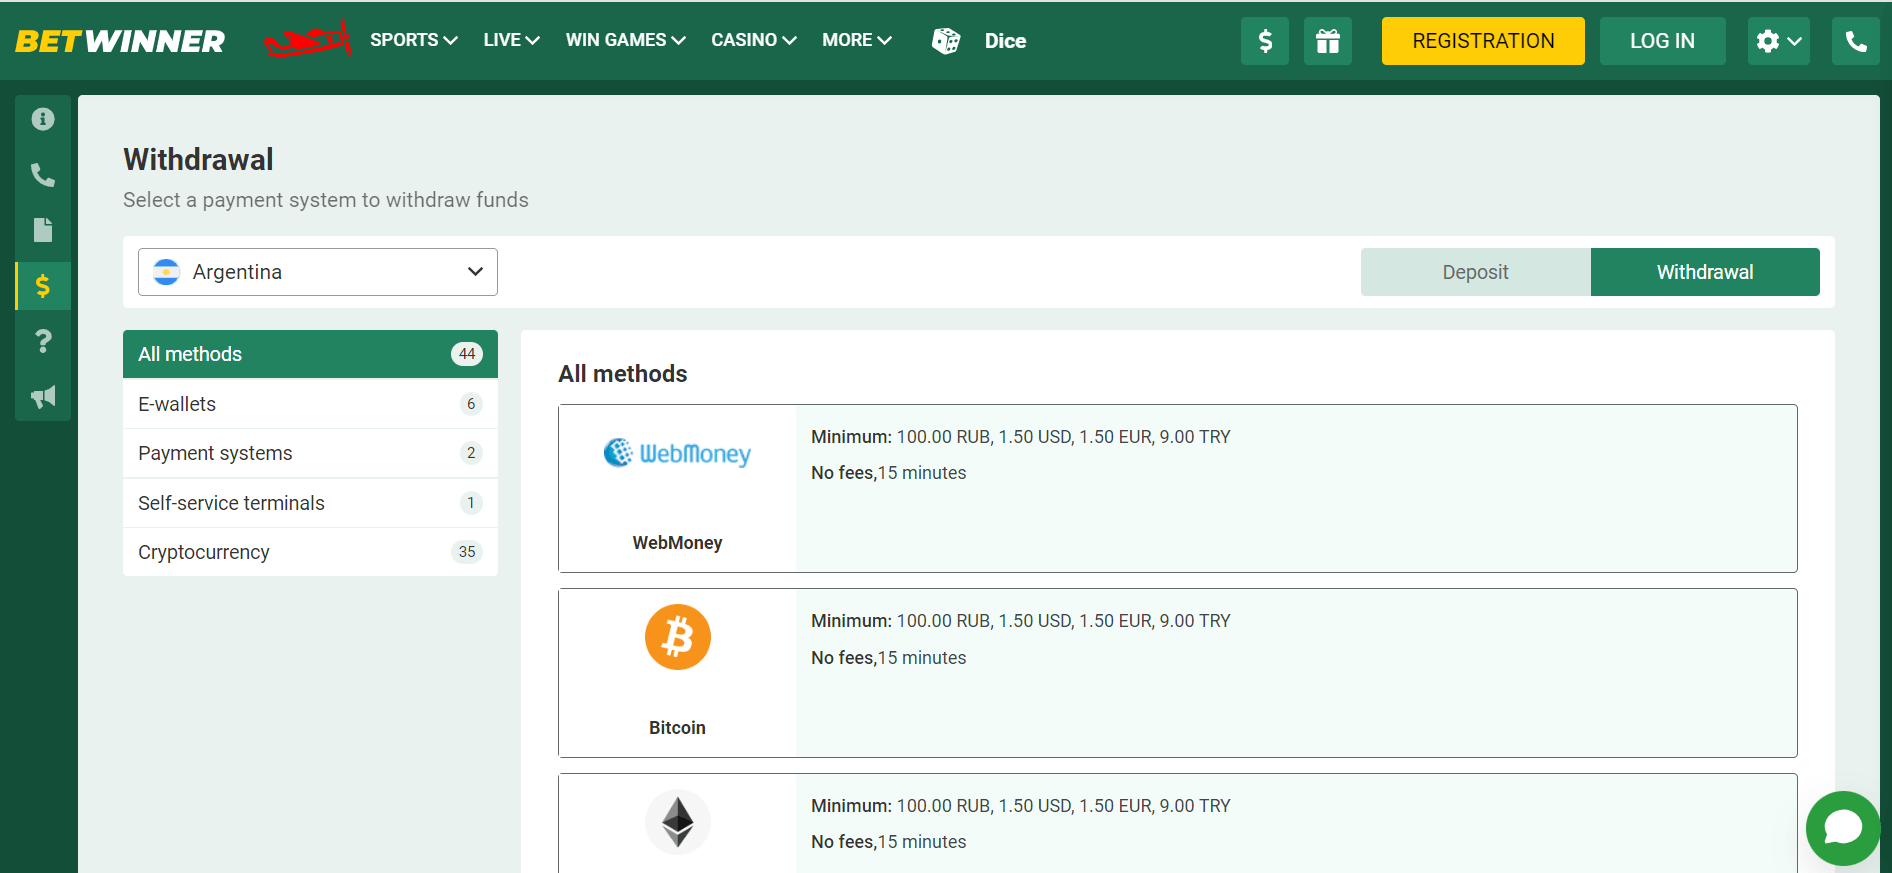 BETWINNER SPORTS LIVE WIN GAMES CASINO MORE Dice $ REGISTRATION LOG IN
Withdrawal
Select a payment system to withdraw funds
Argentina
Deposit Withdrawal
All methods 44
E-wallets 6
Payment systems 2
Self-service terminals 1
Cryptocurrency 35
All methods
WebMoney
Minimum: 100.00 RUB, 1.50 USD, 1.50 EUR, 9.00 TRY
No fees,15 minutes
WebMoney
Minimum: 100.00 RUB, 1.50 USD, 1.50 EUR, 9.00 TRY
No fees,15 minutes
Bitcoin
Minimum: 100.00 RUB, 1.50 USD, 1.50 EUR, 9.00 TRY
No fees,15 minutes